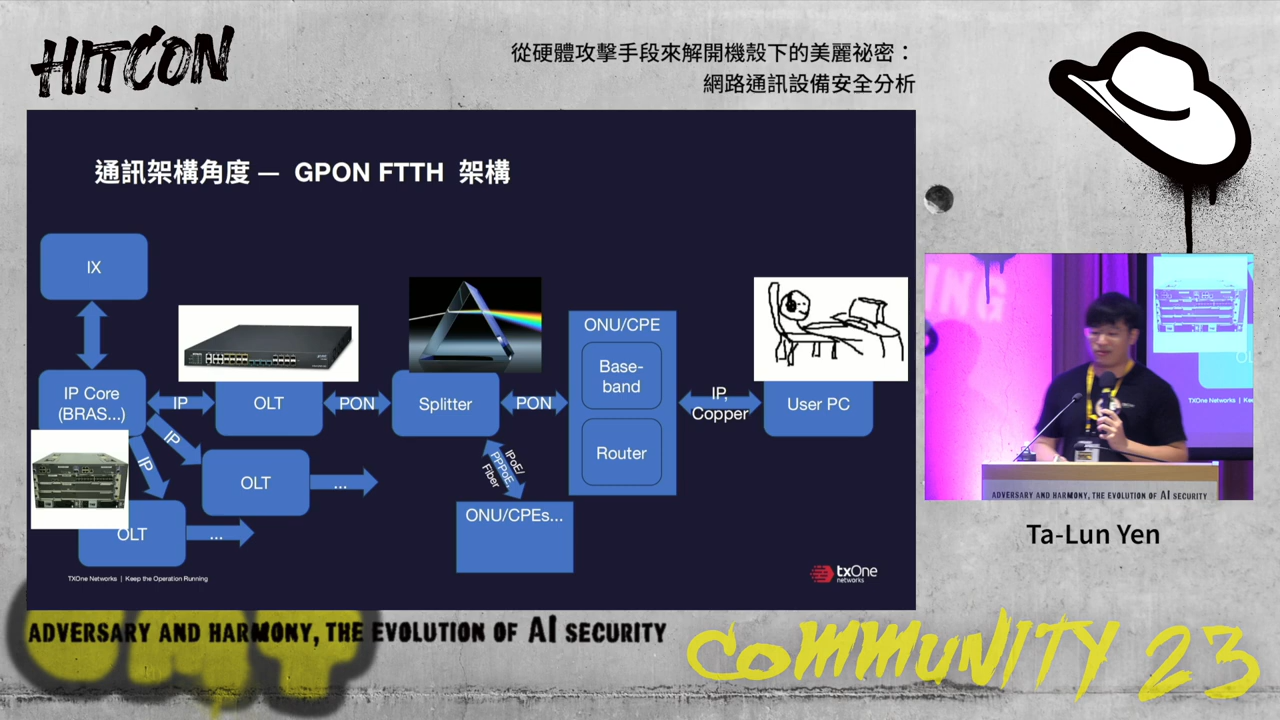 HITCON
從硬體攻擊手段來解開機殼下的美麗祕密：
網路通訊設備安全分析
通訊架構角度 — GPON FTTH 架構
IX
IP Core
(BRAS...)
IP
OLT
PON
Splitter
PON
ONU/CPE
Base-
band
Router
IP,
Copper
User PC
IP
OLT
...
IP
OLT
...
IPoE/
PPPoE,
Fiber
ONU/CPEs...
TXOne Networks | Keep the Operation Running
txOne
networks
TXOne Networks
ADVERSARY AND HARMONY, THE EVOLUTION OF AI SECURITY
Ta-Lun Yen
ADVERSARY AND HARMONY, THE EVOLUTION OF AI SECURITY
COMMUNITY 23